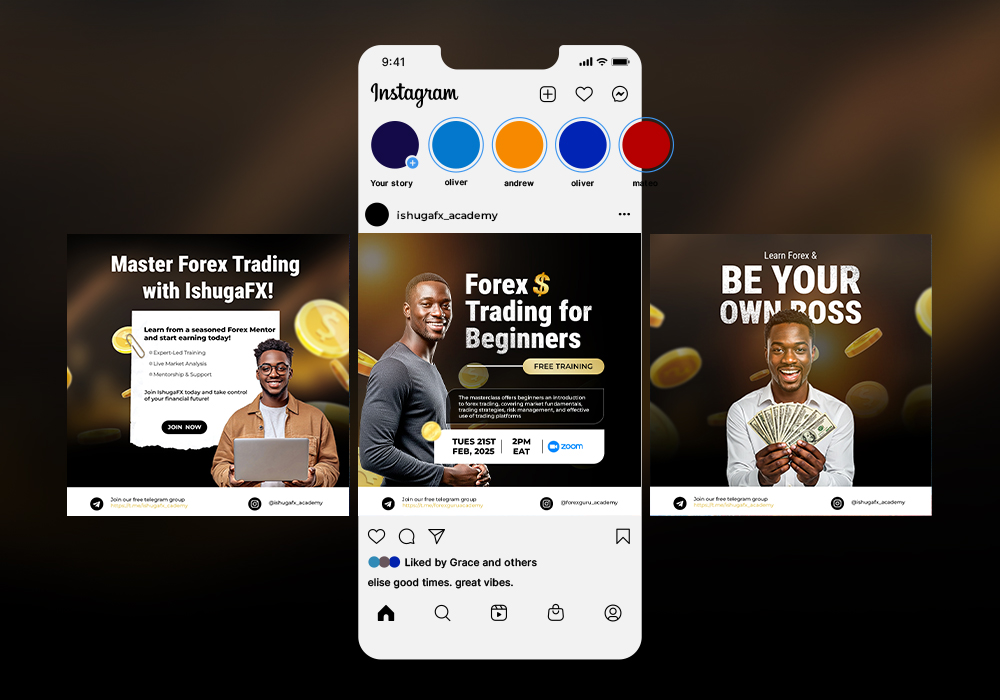 9:41
Instagram
Your story
oliver
andrew
oliver
mateo
ishugafx_academy
Master Forex Trading
with IshugaFX!
Learn from a seasoned Forex Mentor
and start earning today!
Expert-Led Training
Live Market Analysis
Mentorship & Support
Join IshugaFX today and take control
of your financial future!
JOIN NOW
Join our free telegram group
https://t.me/ishugafx_cademy
@ishugafx_academy
Forex $
Trading for
Beginners
FREE TRAINING
The masterclass offers beginners an introduction
to forex trading, covering market fundamentals,
trading strategies, risk management, and effective
use of trading platforms
TUES 21ST
FEB, 2025
2PM
EAT
zoom
Join our free telegram group
https://t.me/forexguruacademy
@forexguru_academy
Learn Forex &
BE YOUR
OWN BOSS
Join our free telegram group
https://t.me/ishugafx_cademy
@ishugafx_academy
Liked by Grace and others
elise good times. great vibes.